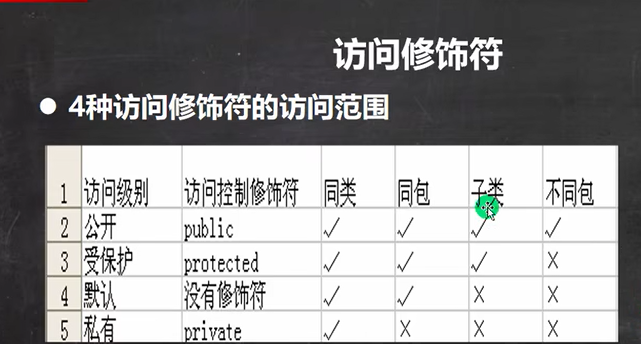 访问修饰符
4种访问修饰符的访问范围
1 访问级别 访问控制修饰符 同类 同包 子类 不同包
2 公开 public √ √ √ √
3 受保护 protected √ √ √ ×
4 默认 没有修饰符 √ √ × ×
5 私有 private √ × × ×